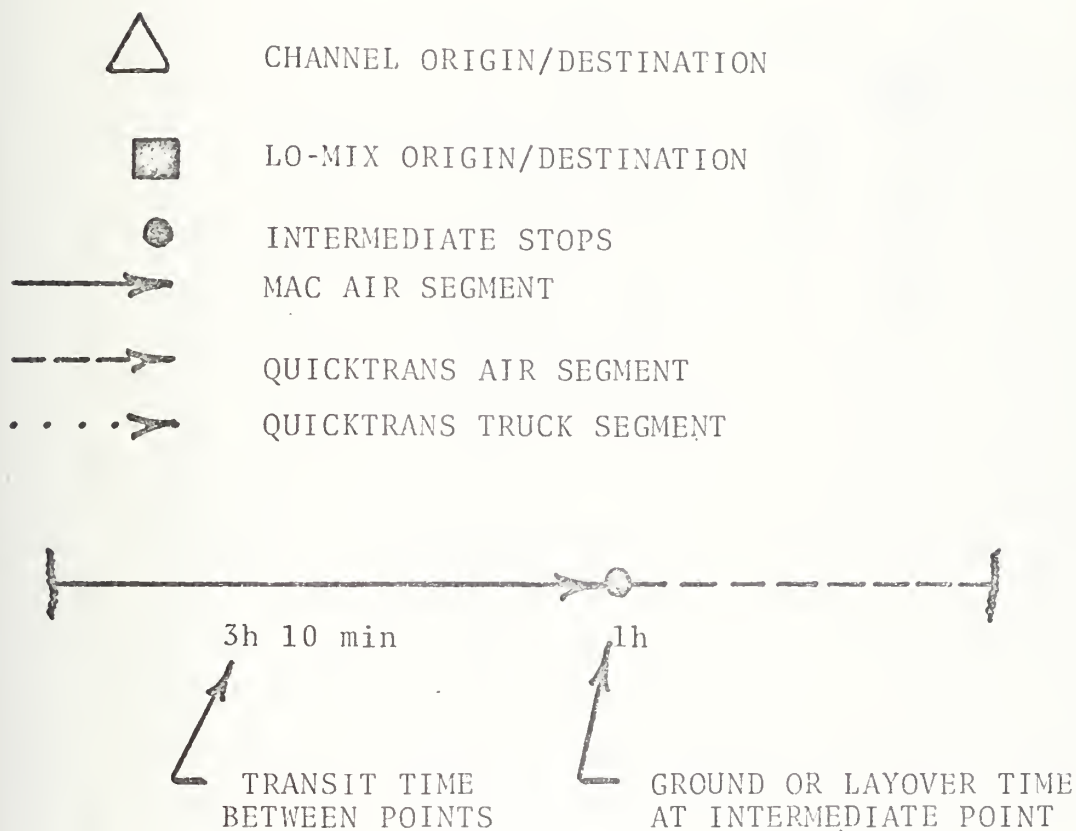 CHANNEL ORIGIN/DESTINATION
LO-MIX ORIGIN/DESTINATION
INTERMEDIATE STOPS
MAC AIR SEGMENT
QUICKTRANS AIR SEGMENT
QUICKTRANS TRUCK SEGMENT
3h 10 min
1h
TRANSIT TIME
BETWEEN POINTS
GROUND OR LAYOVER TIME
AT INTERMEDIATE POINT